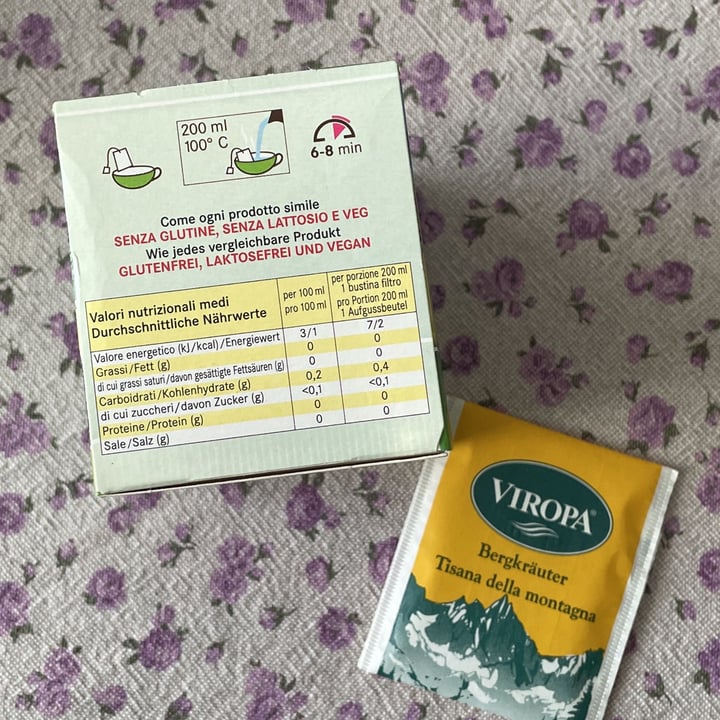 200 ml
100° C
6-8 min
Come ogni prodotto simile
SENZA GLUTINE, SENZA LATTOSIO E VEG
Wie jedes vergleichbare Produkt
GLUTENFREI, LAKTOSEFREI UND VEGAN
Valori nutrizionali medi
Durchschnittliche Nährwerte
per 100 ml
pro 100 ml
per porzione 200 ml
1 bustina filtro
pro Portion 200 ml
1 Aufgussbeutel
Valore energetico (kJ/kcal)/Energiewert 3/1 7/2
Grassi/Fett (g) 0 0
di cui grassi saturi/davon gesättigte Fettsäuren (g) 0 0
Carboidrati/Kohlenhydrate (g) 0,2 0,4
di cui zuccheri/davon Zucker (g) <0,1 <0,1
Proteine/Protein (g) 0 0
Sale/Salz (g) 0 0
VIROPA®
Bergkräuter
Tisana della montagna